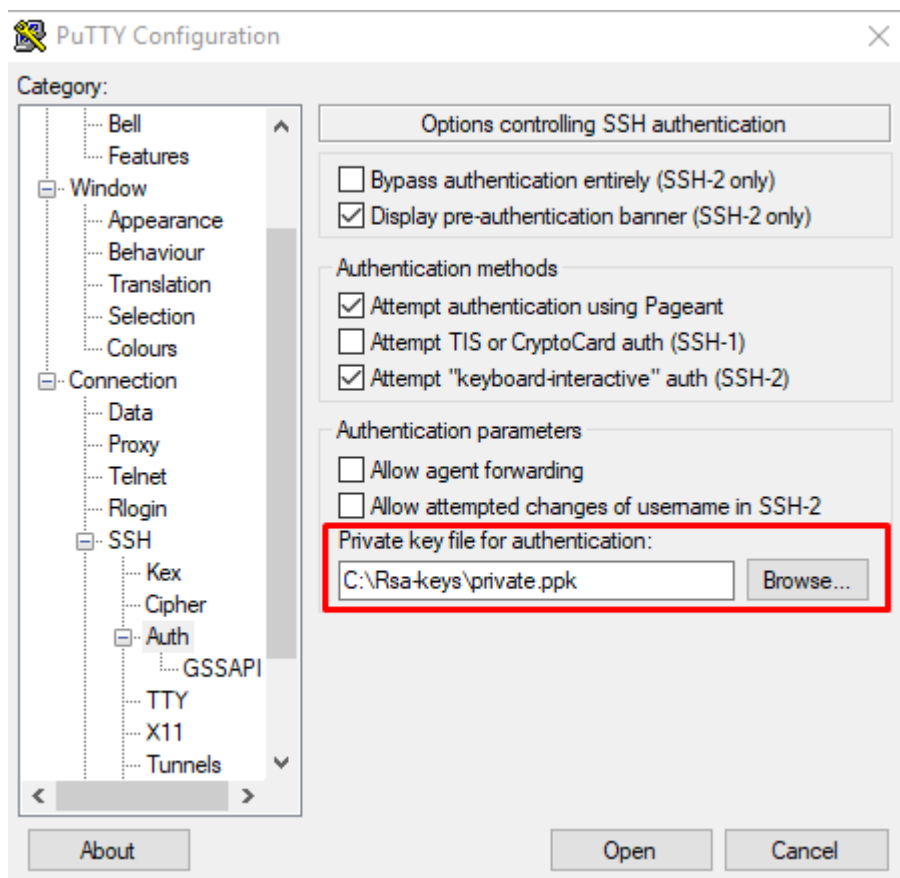 PuTTY Configuration
Category:
Bell
Features
Window
Appearance
Behaviour
Translation
Selection
Colours
Connection
Data
Proxy
Telnet
Rlogin
SSH
Kex
Cipher
Auth
GSSAPI
TTY
X11
Tunnels
Options controlling SSH authentication
Bypass authentication entirely (SSH-2 only)
Display pre-authentication banner (SSH-2 only)
Authentication methods
Attempt authentication using Pageant
Attempt TIS or CryptoCard auth (SSH-1)
Attempt "keyboard-interactive" auth (SSH-2)
Authentication parameters
Allow agent forwarding
Allow attempted changes of username in SSH-2
Private key file for authentication:
C:\Rsa-keys\private.ppk
Browse...
About
Open
Cancel